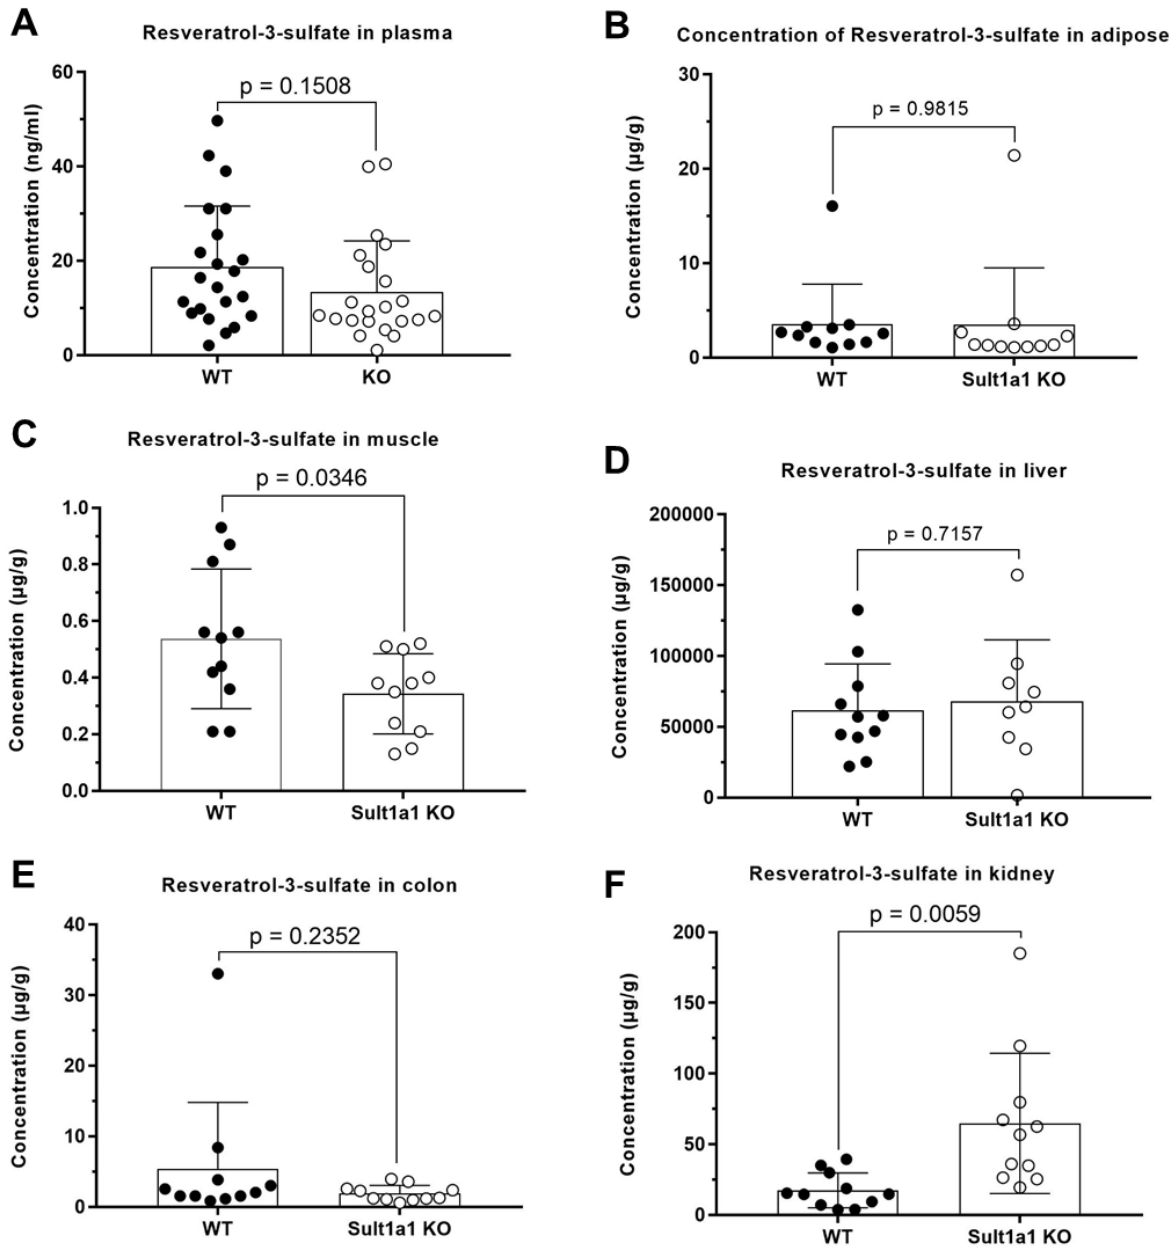 A
Resveratrol-3-sulfate in plasma
p = 0.1508
Concentration (ng/ml)
60
40
20
0
WT
KO
B
Concentration of Resveratrol-3-sulfate in adipose
p = 0.9815
Concentration (µg/g)
30
20
10
0
WT
Sult1a1 KO
C
Resveratrol-3-sulfate in muscle
p = 0.0346
Concentration (µg/g)
1.0
0.8
0.6
0.4
0.2
0.0
WT
Sult1a1 KO
D
Resveratrol-3-sulfate in liver
p = 0.7157
Concentration (µg/g)
200000
150000
100000
50000
0
WT
Sult1a1 KO
E
Resveratrol-3-sulfate in colon
p = 0.2352
Concentration (µg/g)
40
30
20
10
0
WT
Sult1a1 KO
F
Resveratrol-3-sulfate in kidney
p = 0.0059
Concentration (µg/g)
200
150
100
50
0
WT
Sult1a1 KO